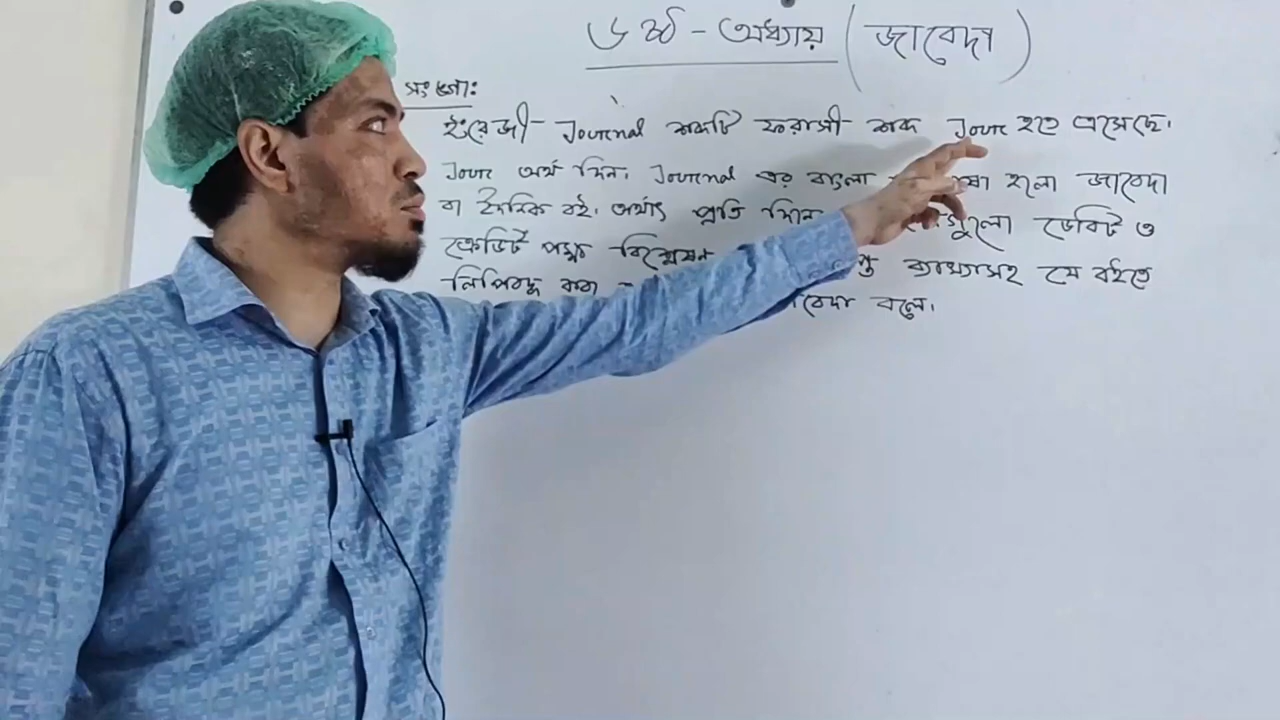 ৬ষ্ঠ - অধ্যায় (জাবেদা)
সংজ্ঞা:
ইংরেজী Journal শব্দটি ফরাসী শব্দ Jour হতে এসেছে।
Jour অর্থ দিন। Journal এর বাংলা হলো জাবেদা
বা দৈনিক বই। অর্থাৎ প্রতি দিন গুলো ডেবিট ও
ক্রেডিট পক্ষ বিশ্লেষণ ব্যাখ্যাসহ যে বইতে
লিপিবদ্ধ করা বলে।